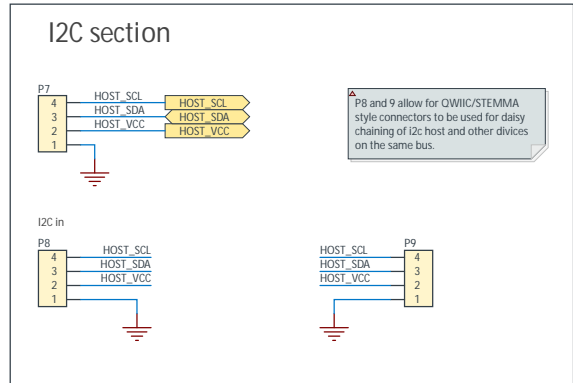 I2C section
P7
4 HOST_SCL HOST_SCL
3 HOST_SDA HOST_SDA
2 HOST_VCC HOST_VCC
1
P8 and 9 allow for QWIIC/STEMMA
style connectors to be used for daisy
chaining of i2c host and other divices
on the same bus.
I2C in
P8
4 HOST_SCL
3 HOST_SDA
2 HOST_VCC
1
P9
HOST_SCL 4
HOST_SDA 3
HOST_VCC 2
1